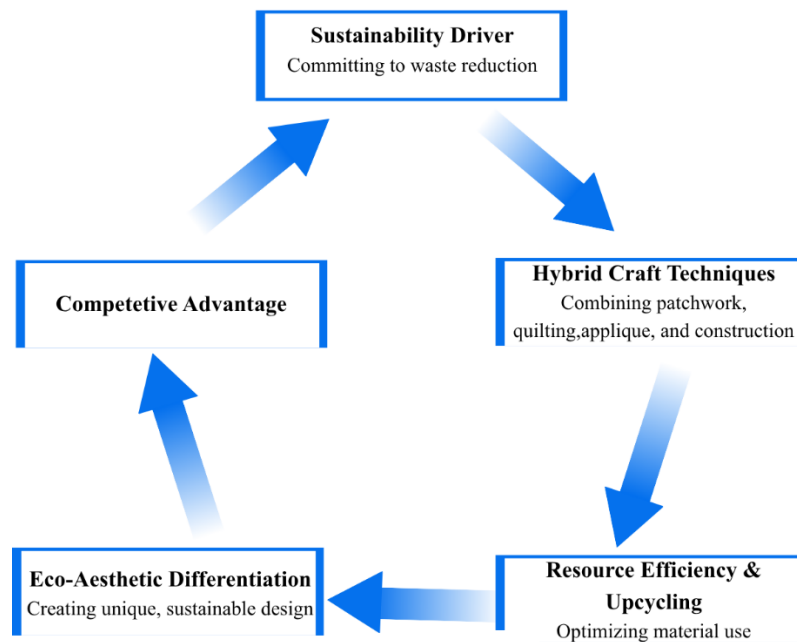 Sustainability Driver
Committing to waste reduction
Hybrid Craft Techniques
Combining patchwork,
quilting,applique, and construction
Resource Efficiency &
Upcycling
Optimizing material use
Eco-Aesthetic Differentiation
Creating unique, sustainable design
Competetive Advantage